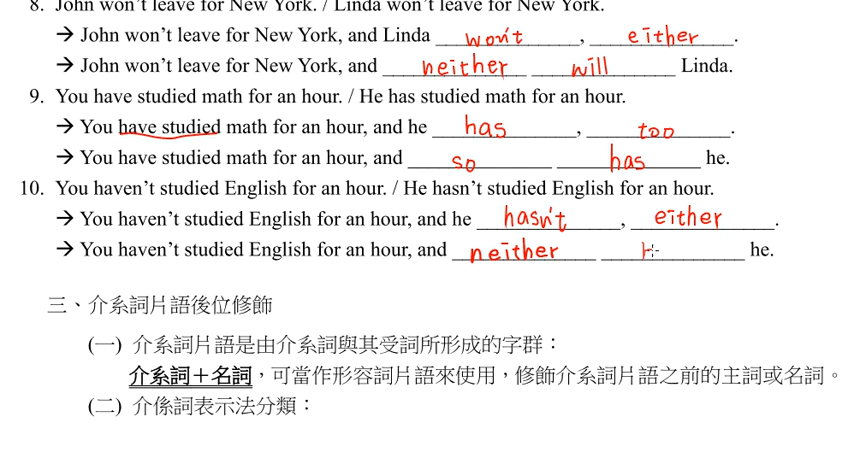 8. John won't leave for New York. / Linda won't leave for New York.
→ John won't leave for New York, and Linda won't, either.
→ John won't leave for New York, and neither will Linda.
9. You have studied math for an hour. / He has studied math for an hour.
→ You have studied math for an hour, and he has, too.
→ You have studied math for an hour, and so has he.
10. You haven't studied English for an hour. / He hasn't studied English for an hour.
→ You haven't studied English for an hour, and he hasn't, either.
→ You haven't studied English for an hour, and neither he.
三、介系詞片語後位修飾
(一) 介系詞片語是由介系詞與其受詞所形成的字群：
介系詞＋名詞，可當作形容詞片語來使用，修飾介系詞片語之前的主詞或名詞。
(二) 介係詞表示法分類：